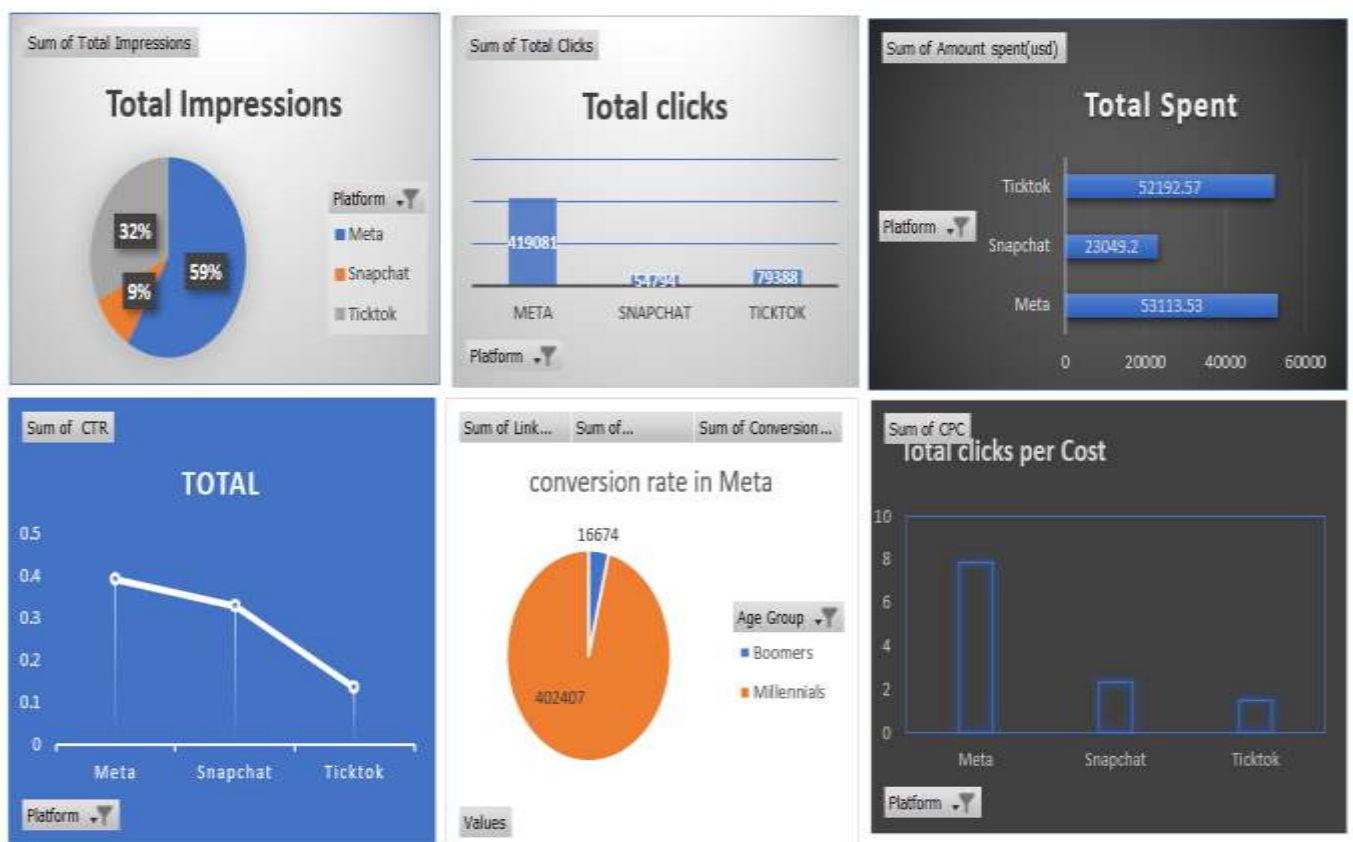 Sum of Total Impressions
Total Impressions
32%
59%
9%
Platform
Meta
Snapchat
Ticktok
Sum of Total Clicks
Total clicks
419081
54794
79388
META SNAPCHAT TICKTOK
Platform
Sum of Amount spent(usd)
Total Spent
Ticktok 52192.57
Platform
Snapchat 23049.2
Meta 53113.53
0 20000 40000 60000
Sum of CTR
TOTAL
0.5
0.4
0.3
0.2
0.1
0
Meta Snapchat Ticktok
Platform
Sum of Link... Sum of... Sum of Conversion...
conversion rate in Meta
16674
402407
Age Group
Boomers
Millennials
Values
Sum of CPC
Total clicks per Cost
10
8
6
4
2
0
Meta Snapchat Ticktok
Platform